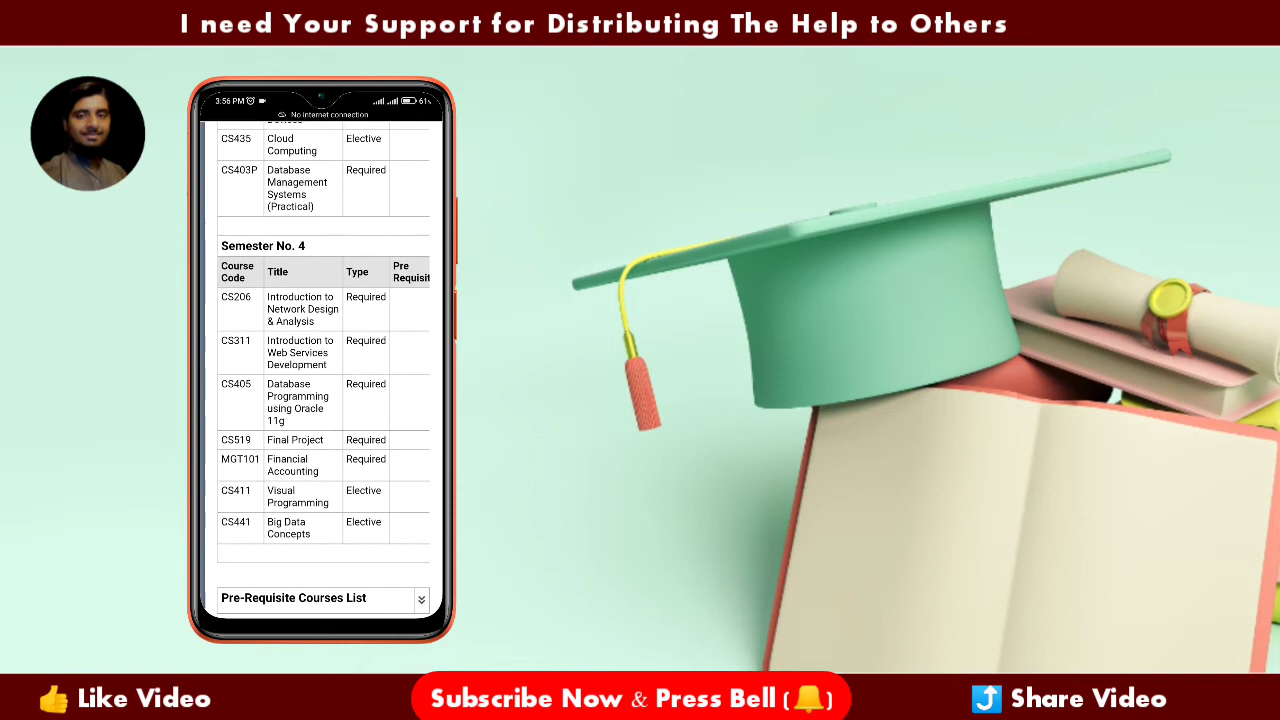 I need Your Support for Distributing The Help to Others
3:56 PM 61%
No internet connection
CS435 Cloud Elective
Computing
CS403P Database Required
Management
Systems
(Practical)
Semester No. 4
Course Title Type Pre
Code Requisit
CS206 Introduction to Required
Network Design
& Analysis
CS311 Introduction to Required
Web Services
Development
CS405 Database Required
Programming
using Oracle
11g
CS519 Final Project Required
MGT101 Financial Required
Accounting
CS411 Visual Elective
Programming
CS441 Big Data Elective
Concepts
Pre-Requisite Courses List
👍 Like Video
Subscribe Now & Press Bell (🔔)
⤴️ Share Video